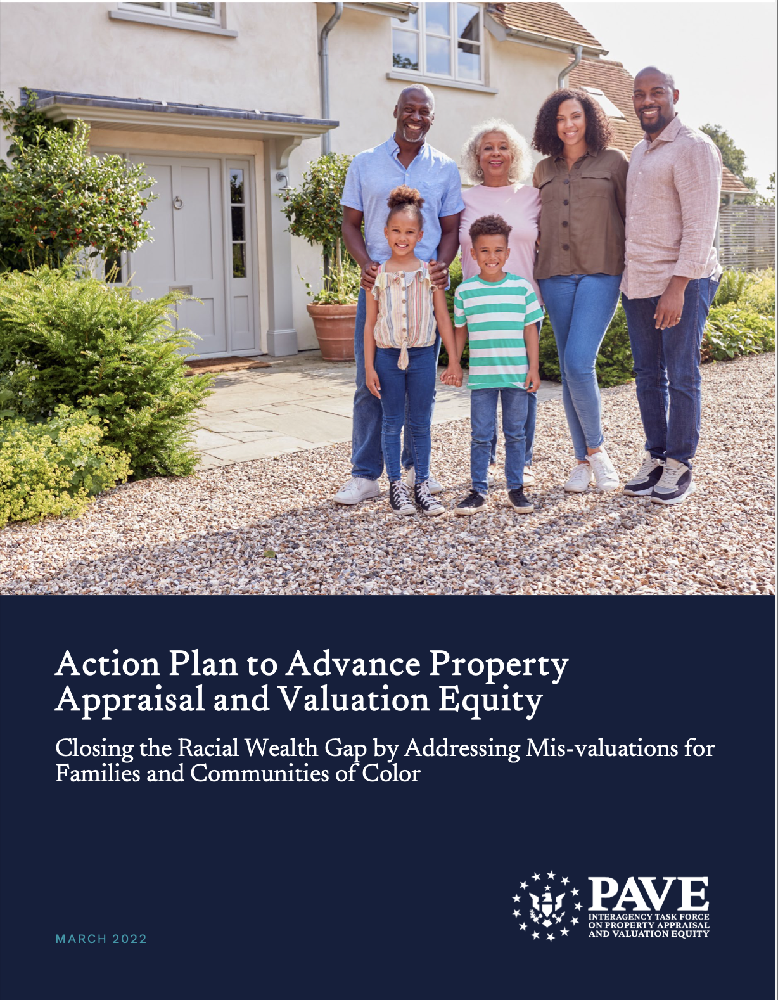 Action Plan to Advance Property
Appraisal and Valuation Equity
Closing the Racial Wealth Gap by Addressing Mis-valuations for
Families and Communities of Color
MARCH 2022
PAVE
INTERAGENCY TASK FORCE
ON PROPERTY APPRAISAL
AND VALUATION EQUITY